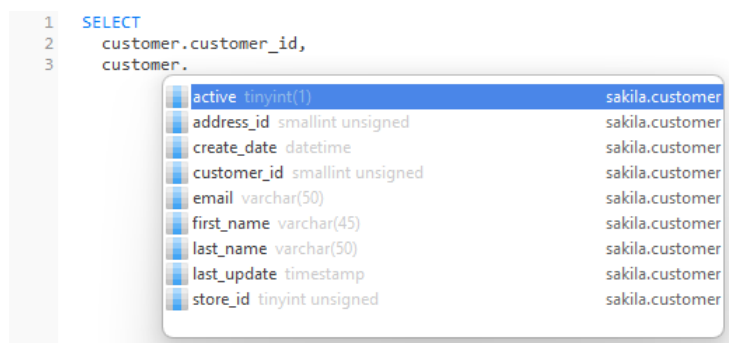 1 SELECT
2 customer.customer_id,
3 customer.
active tinyint(1) sakila.customer
address_id smallint unsigned sakila.customer
create_date datetime sakila.customer
customer_id smallint unsigned sakila.customer
email varchar(50) sakila.customer
first_name varchar(45) sakila.customer
last_name varchar(50) sakila.customer
last_update timestamp sakila.customer
store_id tinyint unsigned sakila.customer